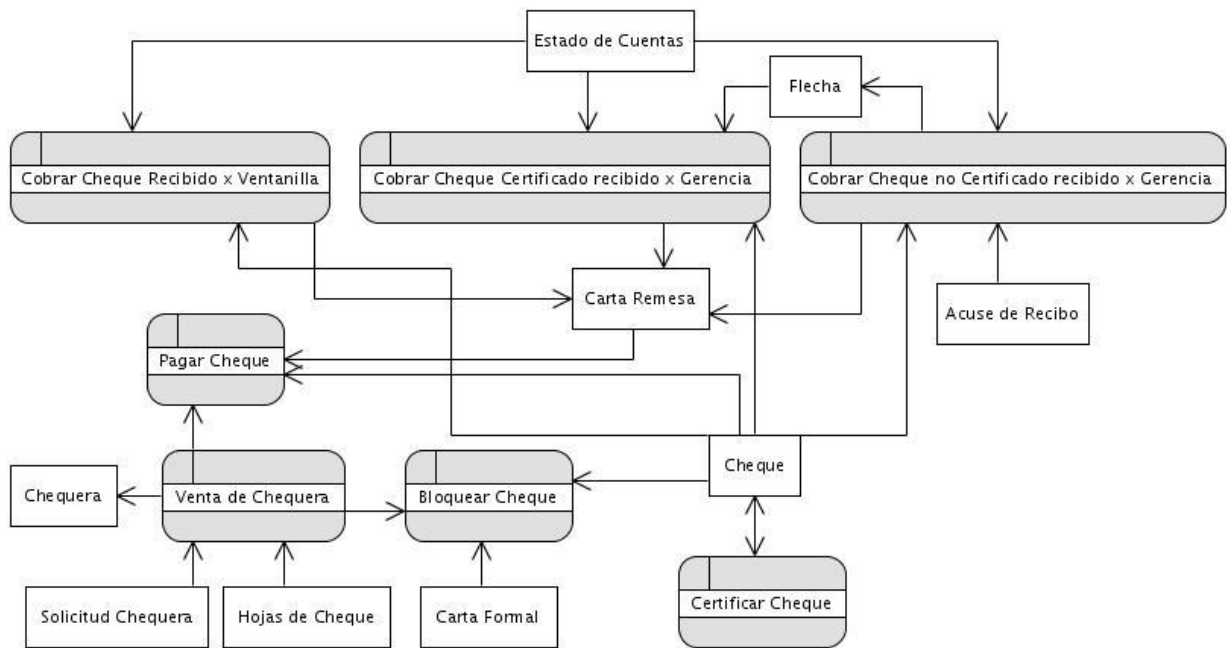 Estado de Cuentas
Flecha
Cobrar Cheque Recibido x Ventanilla
Cobrar Cheque Certificado recibido x Gerencia
Cobrar Cheque no Certificado recibido x Gerencia
Carta Remesa
Acuse de Recibo
Pagar Cheque
Cheque
Chequera
Venta de Chequera
Bloquear Cheque
Solicitud Chequera
Hojas de Cheque
Carta Formal
Certificar Cheque